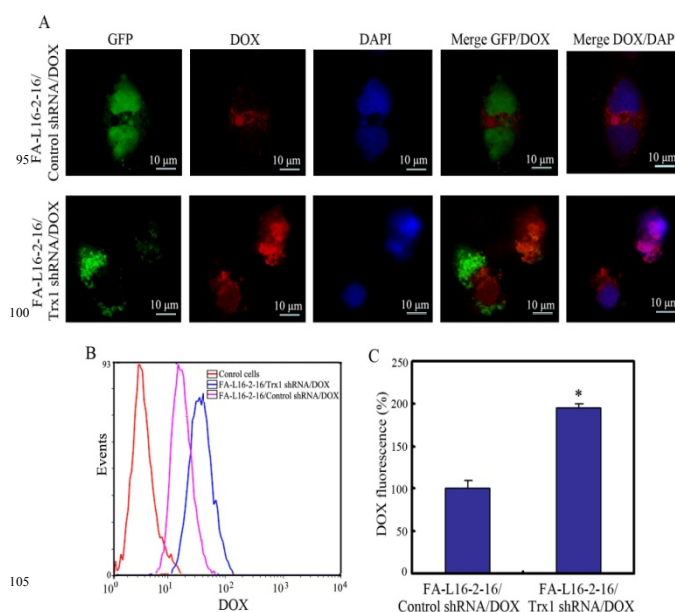 A
GFP DOX DAPI Merge GFP/DOX Merge DOX/DAP
FA-L16-2-16/
Control shRNA/DOX
95
10 μm 10 μm 10 μm 10 μm 10 μm
FA-L16-2-16/
Trx1 shRNA/DOX
100
10 μm 10 μm 10 μm 10 μm 10 μm
B
93
Conrol cells
FA-L16-2-16/Trx1 shRNA/DOX
FA-L16-2-16/Control shRNA/DOX
Events
0
10⁰ 10¹ 10² 10³ 10⁴
DOX
105
C
DOX fluorescence (%)
250
200
150
100
50
0
*
FA-L16-2-16/
Control shRNA/DOX
FA-L16-2-16/
Trx1 shRNA/DOX